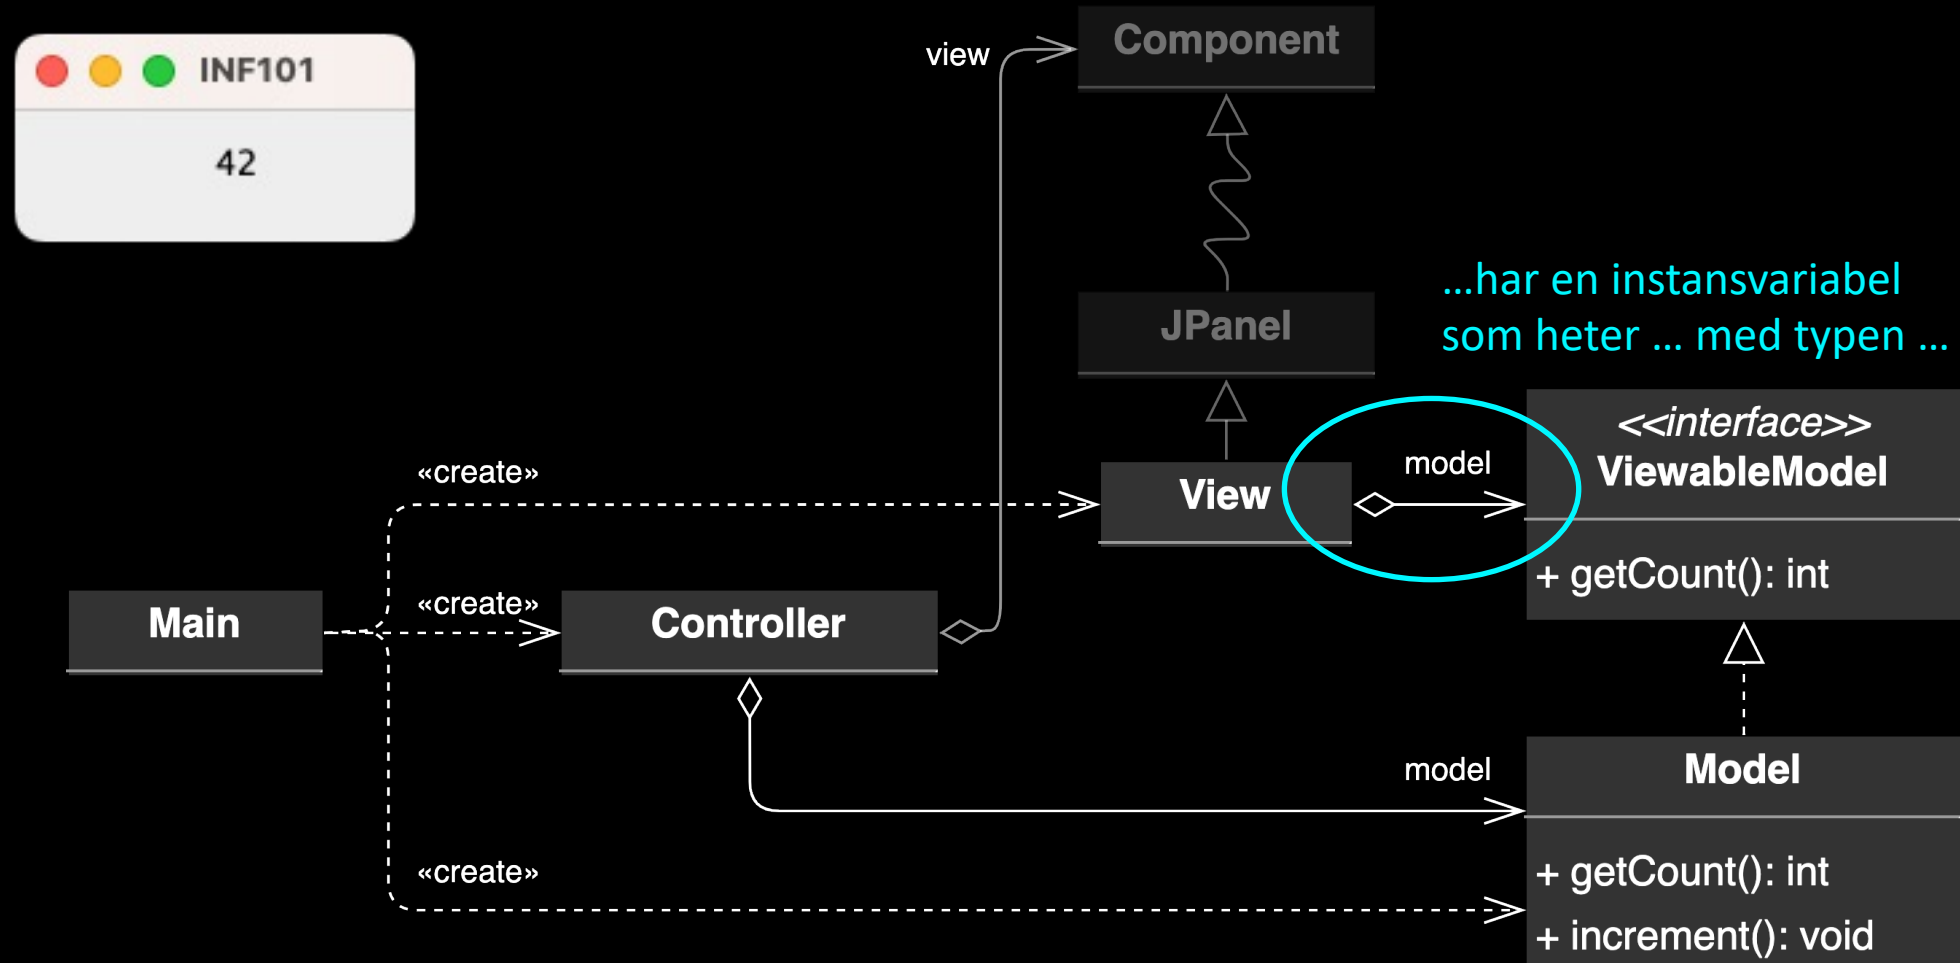 INF101
42
view
Component
JPanel
…har en instansvariabel
som heter … med typen …
<<interface>>
ViewableModel
+ getCount(): int
«create»
View
model
Main
«create»
Controller
model
Model
+ getCount(): int
+ increment(): void
«create»